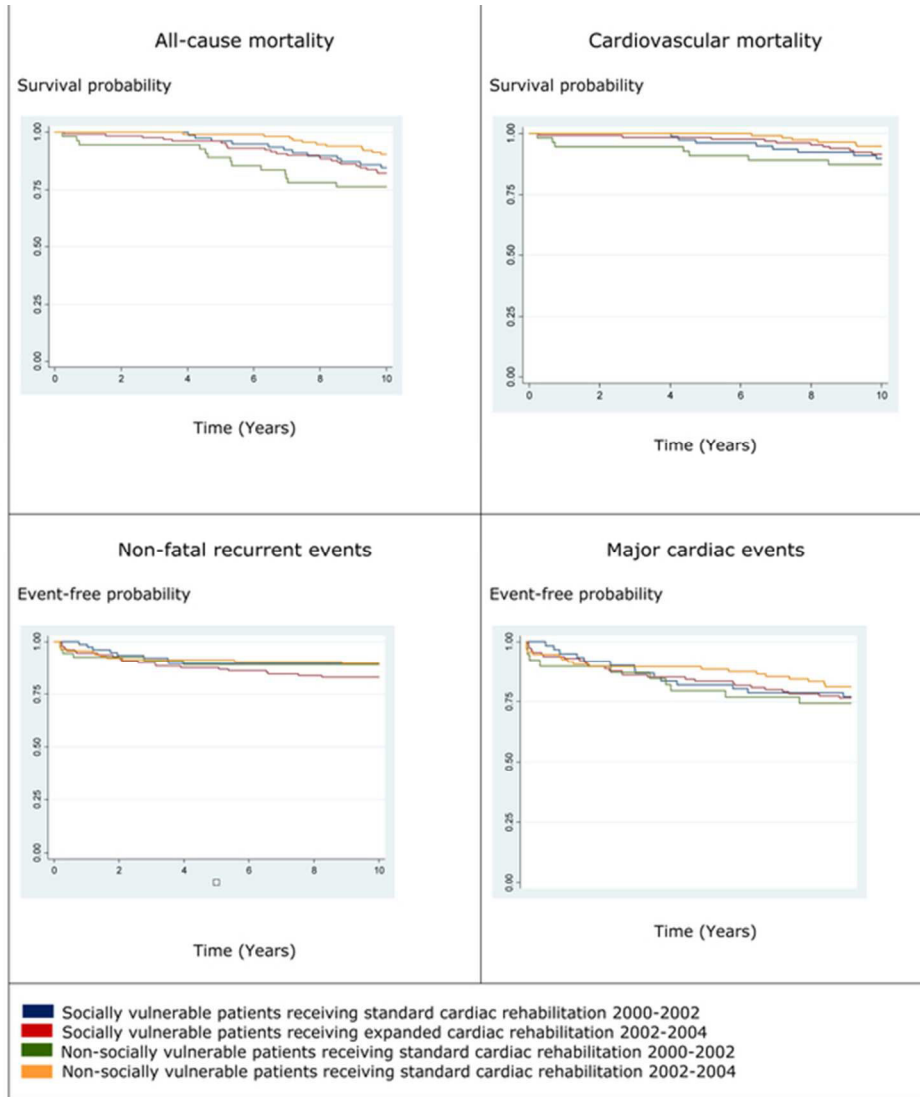 All-cause mortality
Survival probability
1.00
0.75
0.50
0.25
0.00
0 2 4 6 8 10
Time (Years)
Cardiovascular mortality
Survival probability
1.00
0.75
0.50
0.25
0.00
0 2 4 6 8 10
Time (Years)
Non-fatal recurrent events
Event-free probability
1.00
0.75
0.50
0.25
0.00
0 2 4 6 8 10
Time (Years)
Major cardiac events
Event-free probability
1.00
0.75
0.50
0.25
0.00
Time (Years)
Socially vulnerable patients receiving standard cardiac rehabilitation 2000-2002
Socially vulnerable patients receiving expanded cardiac rehabilitation 2002-2004
Non-socially vulnerable patients receiving standard cardiac rehabilitation 2000-2002
Non-socially vulnerable patients receiving standard cardiac rehabilitation 2002-2004